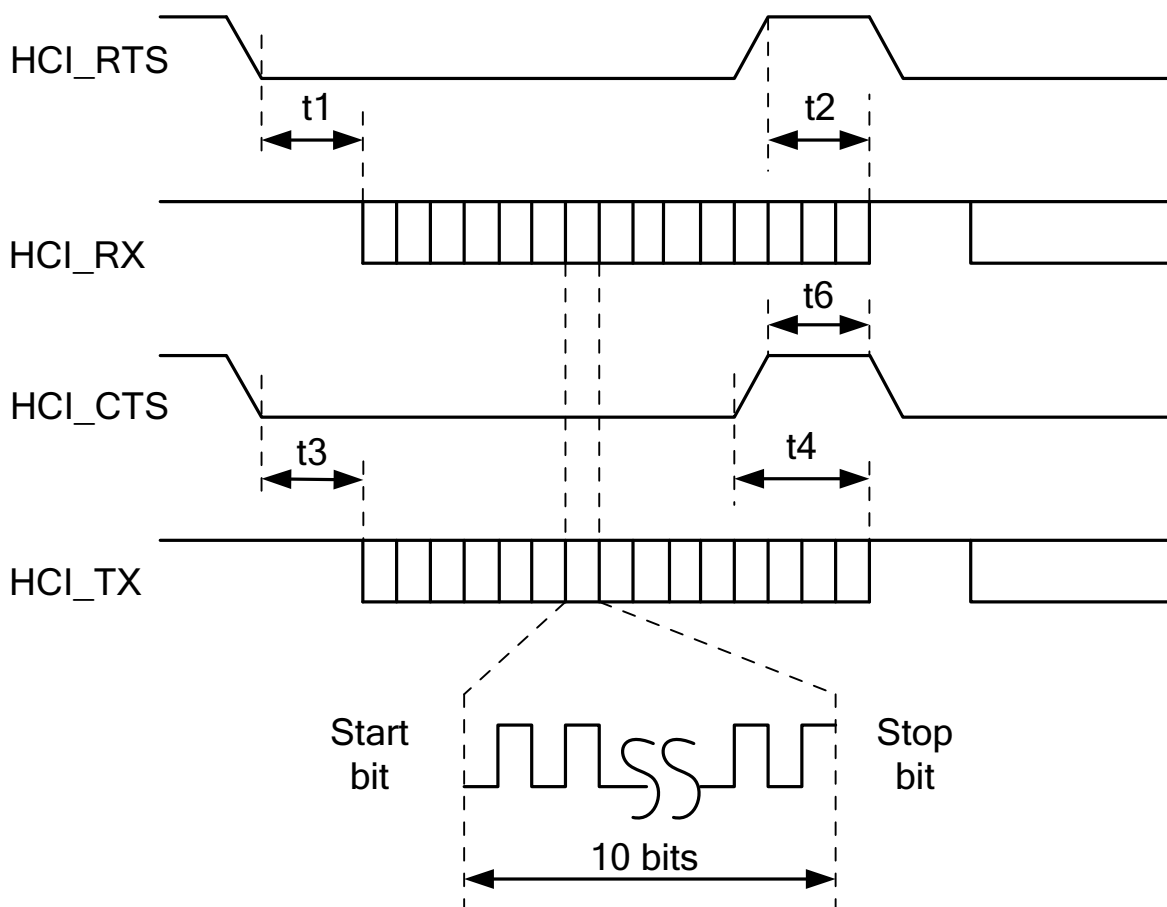 HCI_RTS
t1
t2
HCI_RX
t6
HCI_CTS
t3
t4
HCI_TX
Start
bit
Stop
bit
10 bits